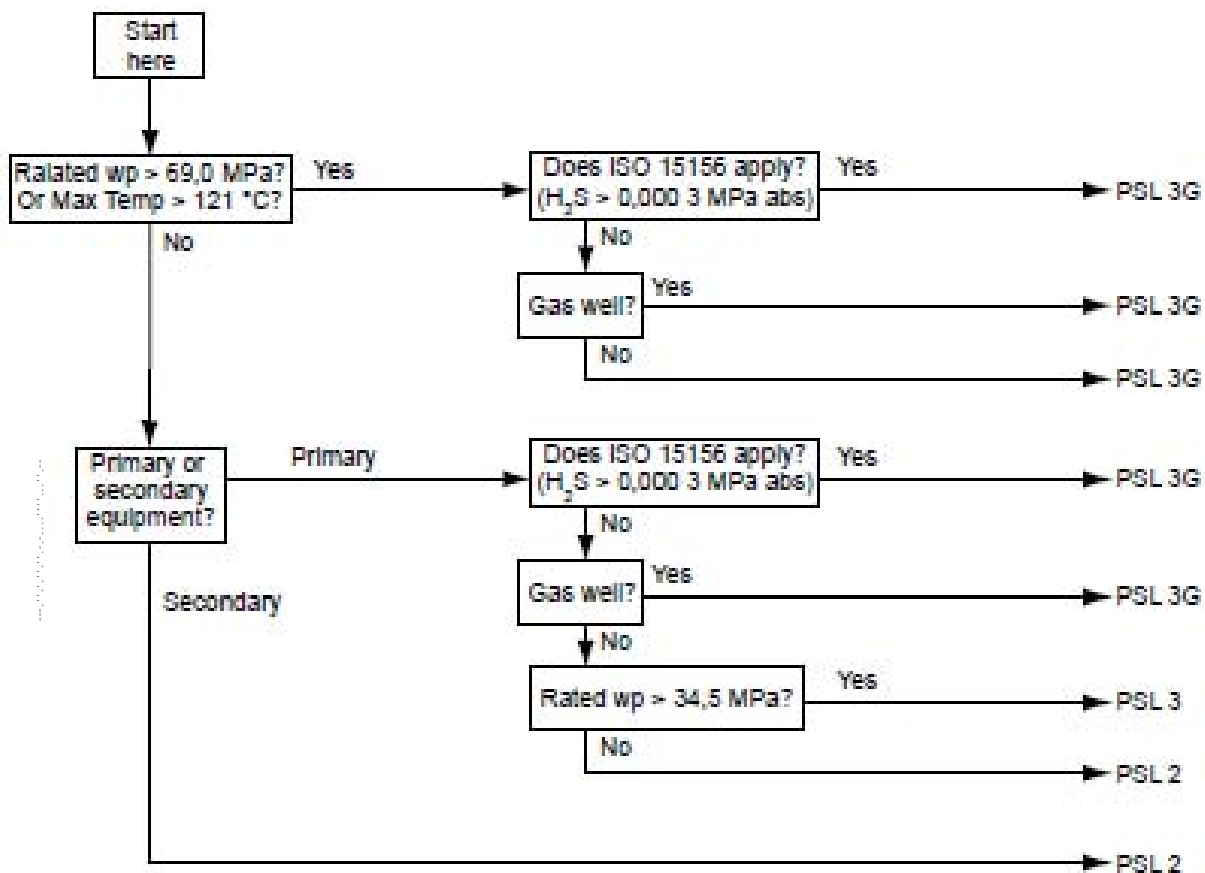 Start
here
Ralated wp > 69,0 MPa?
Or Max Temp > 121 °C?
Yes
Does ISO 15156 apply?
(H₂S > 0,000 3 MPa abs)
Yes
PSL 3G
No
No
Gas well?
Yes
PSL 3G
No
PSL 3G
Primary or
secondary
equipment?
Primary
Does ISO 15156 apply?
(H₂S > 0,000 3 MPa abs)
Yes
PSL 3G
No
Gas well?
Yes
PSL 3G
Secondary
No
Rated wp > 34,5 MPa?
Yes
PSL 3
No
PSL 2
PSL 2